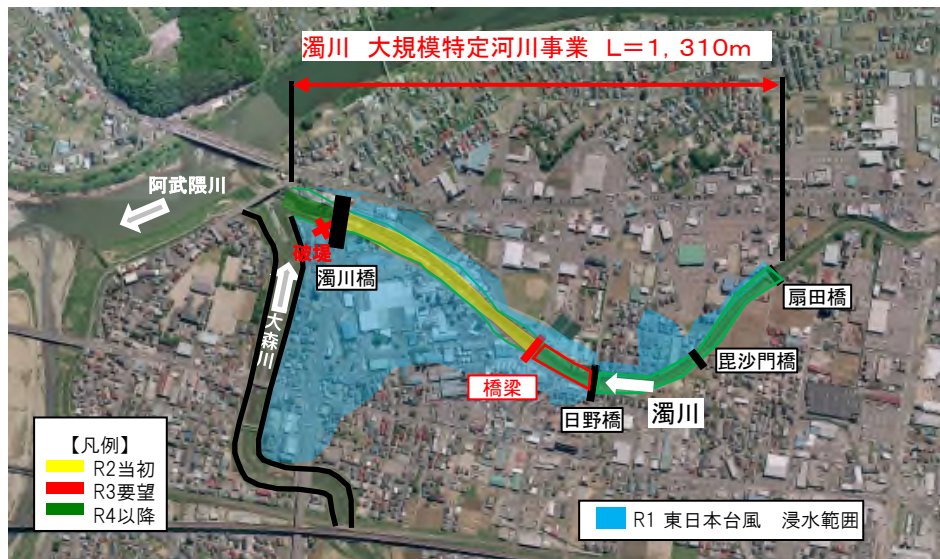 濁川 大規模特定河川事業 L=1,310m
阿武隈川
破堤
濁川橋
扇田橋
大森川
毘沙門橋
橋梁
日野橋
濁川
【凡例】
R2当初
R3要望
R4以降
R1 東日本台風 浸水範囲